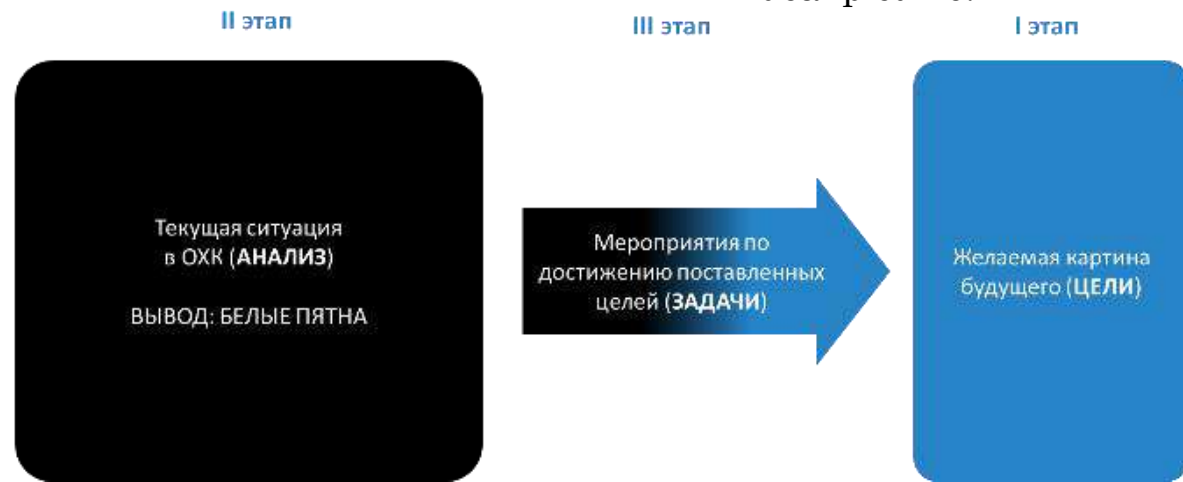 II этап
III этап
I этап
Текущая ситуация
в ОХК (АНАЛИЗ)
ВЫВОД: БЕЛЫЕ ПЯТНА
Мероприятия по
достижению поставленных
целей (ЗАДАЧИ)
Желаемая картина
будущего (ЦЕЛИ)